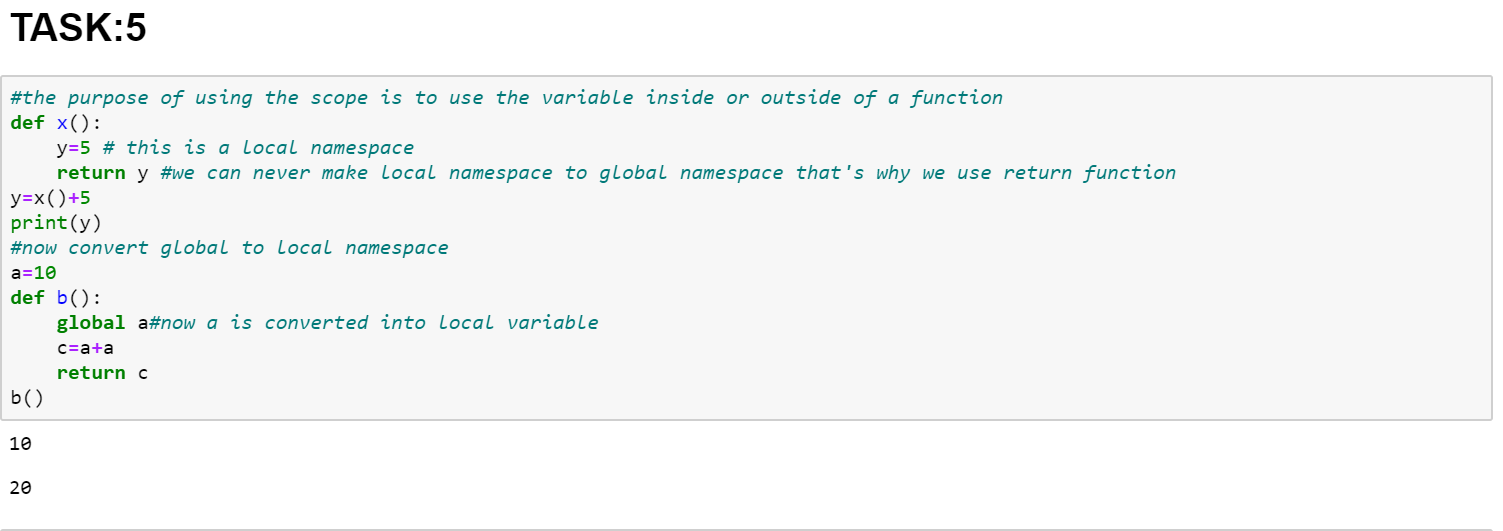 TASK:5
#the purpose of using the scope is to use the variable inside or outside of a function
def x():
    y=5 # this is a local namespace
    return y #we can never make local namespace to global namespace that's why we use return function
y=x()+5
print(y)
#now convert global to local namespace
a=10
def b():
    global a#now a is converted into local variable
    c=a+a
    return c
b()
10
20